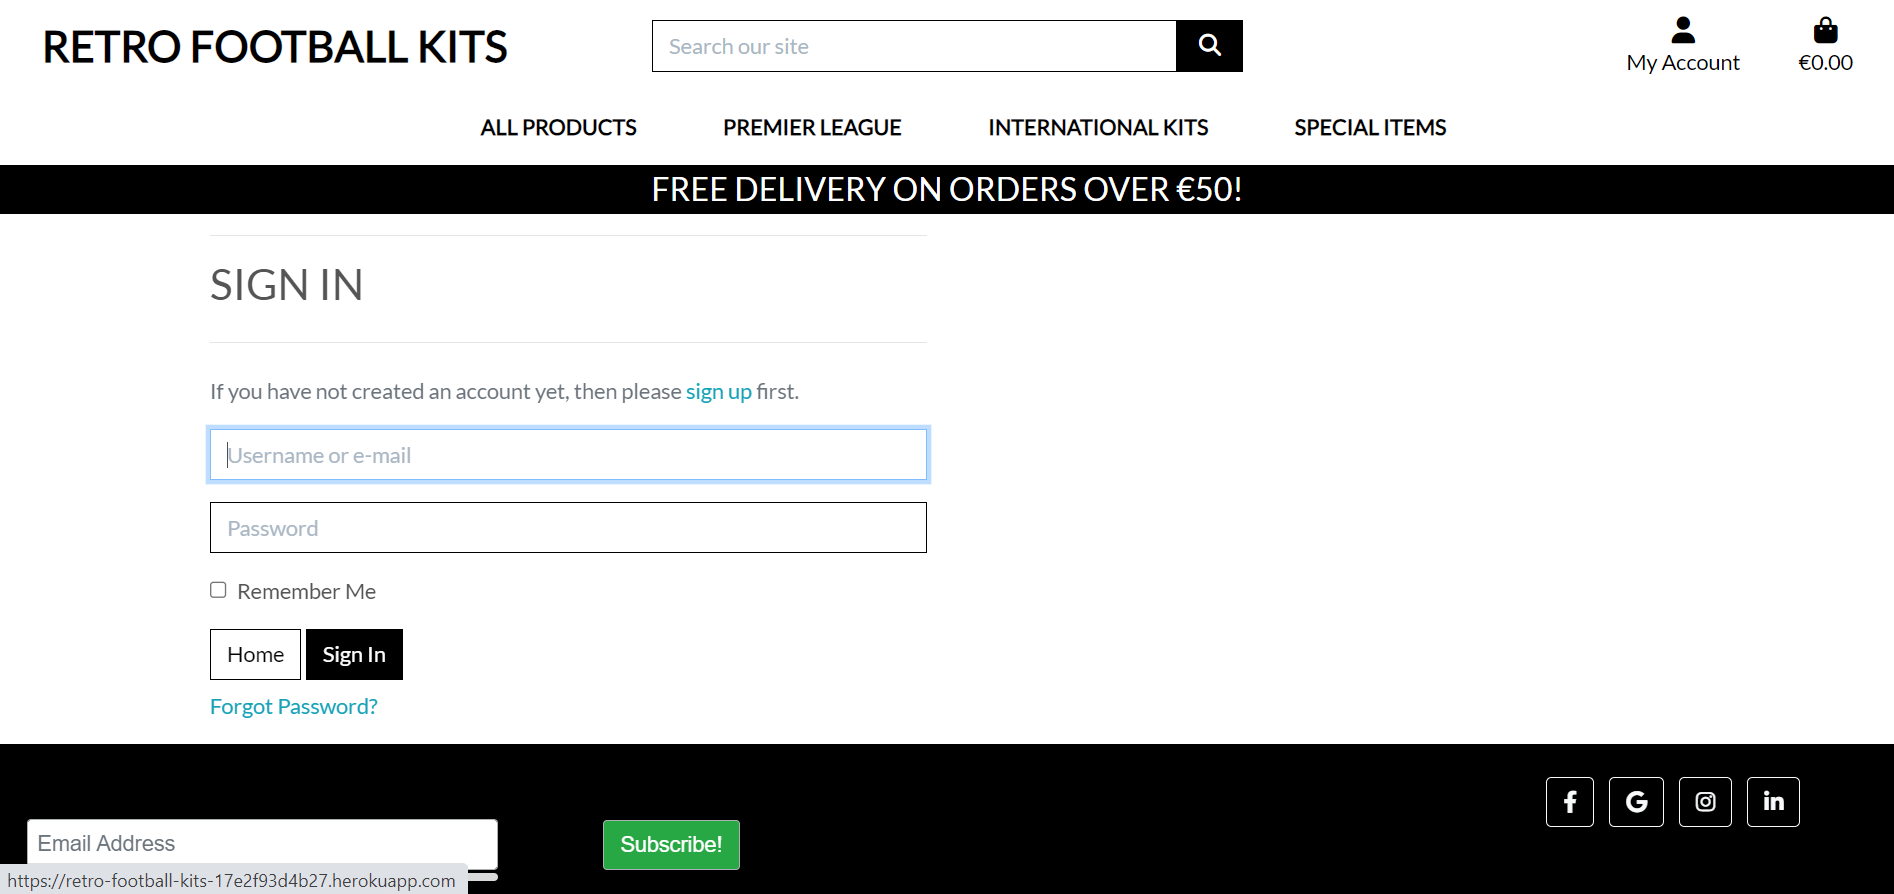 RETRO FOOTBALL KITS
Search our site
My Account
€0.00
ALL PRODUCTS PREMIER LEAGUE INTERNATIONAL KITS SPECIAL ITEMS
FREE DELIVERY ON ORDERS OVER €50!
SIGN IN
If you have not created an account yet, then please sign up first.
Username or e-mail
Password
Remember Me
Home Sign In
Forgot Password?
Email Address
Subscribe!
https://retro-football-kits-17e2f93d4b27.herokuapp.com